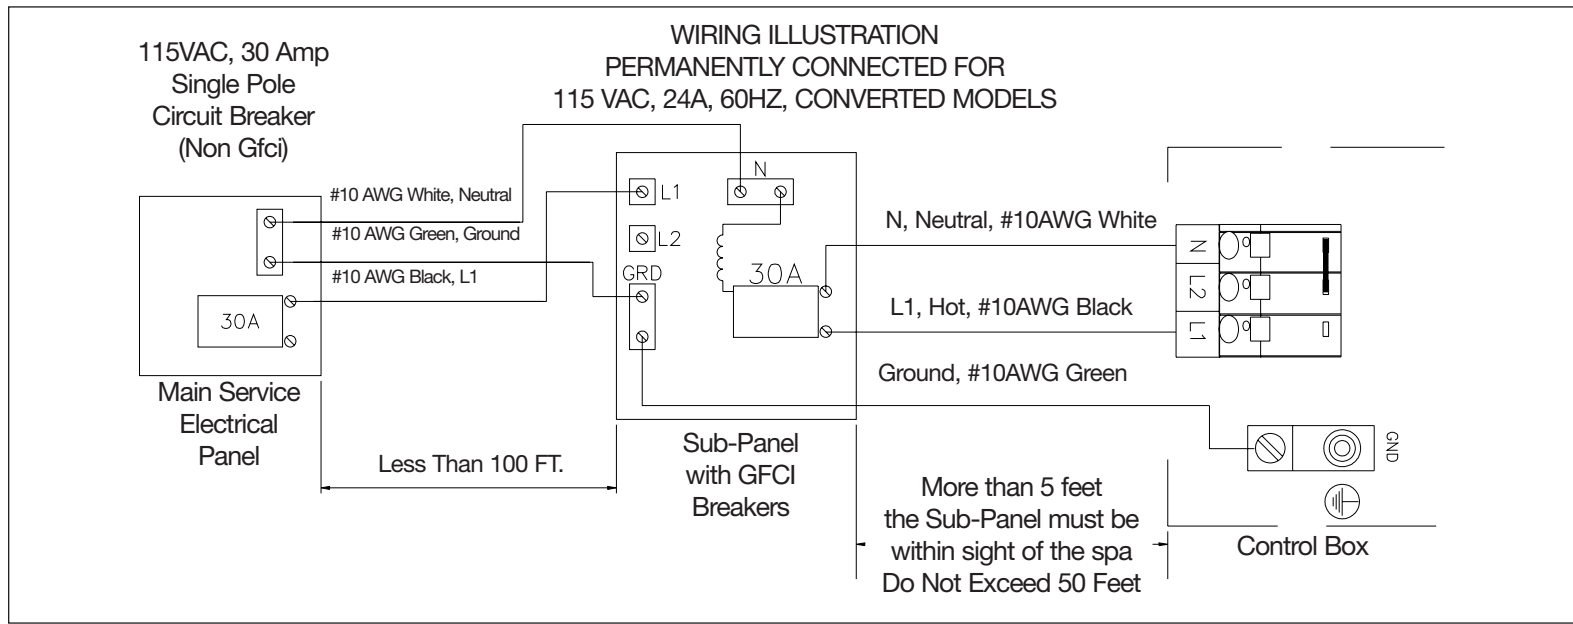 WIRING ILLUSTRATION
PERMANENTLY CONNECTED FOR
115 VAC, 24A, 60HZ, CONVERTED MODELS
115VAC, 30 Amp
Single Pole
Circuit Breaker
(Non Gfci)
#10 AWG White, Neutral
#10 AWG Green, Ground
#10 AWG Black, L1
30A
Main Service
Electrical
Panel
Less Than 100 FT.
L1
N
L2
GRD
30A
Sub-Panel
with GFCI
Breakers
N, Neutral, #10AWG White
L1, Hot, #10AWG Black
Ground, #10AWG Green
More than 5 feet
the Sub-Panel must be
within sight of the spa
Do Not Exceed 50 Feet
N
L2
L1
GND
Control Box